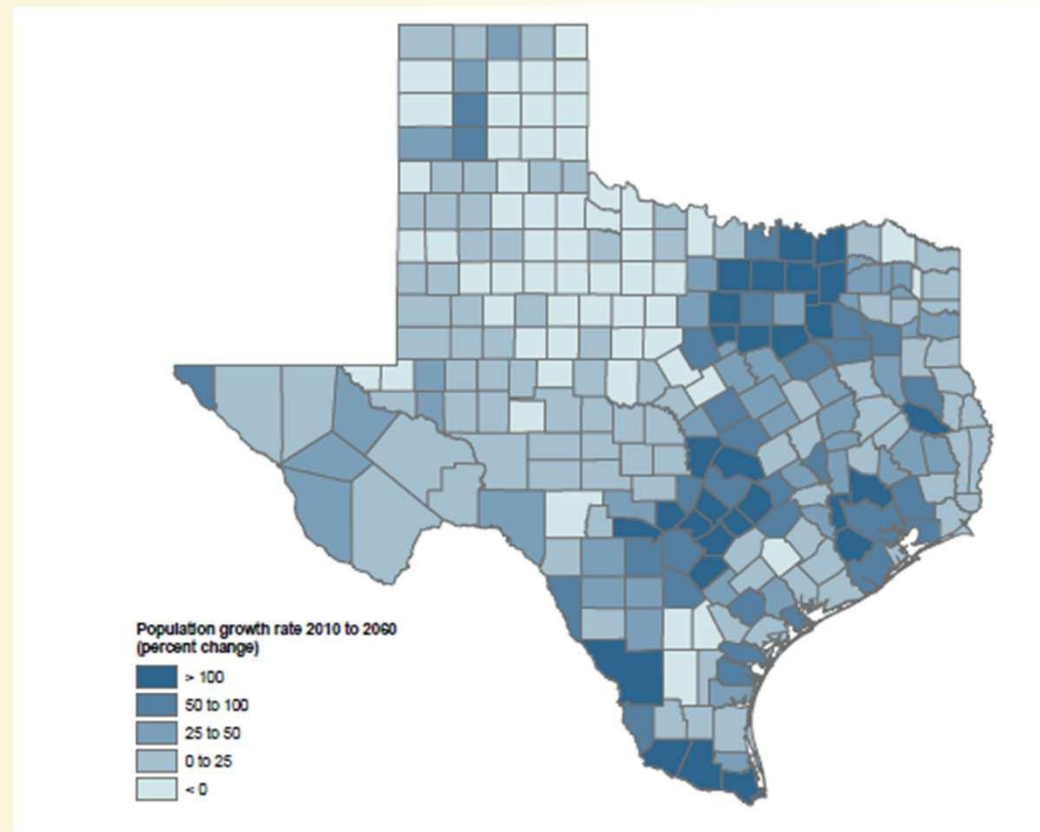 Population growth rate 2010 to 2060
(percent change)
> 100
50 to 100
25 to 50
0 to 25
< 0